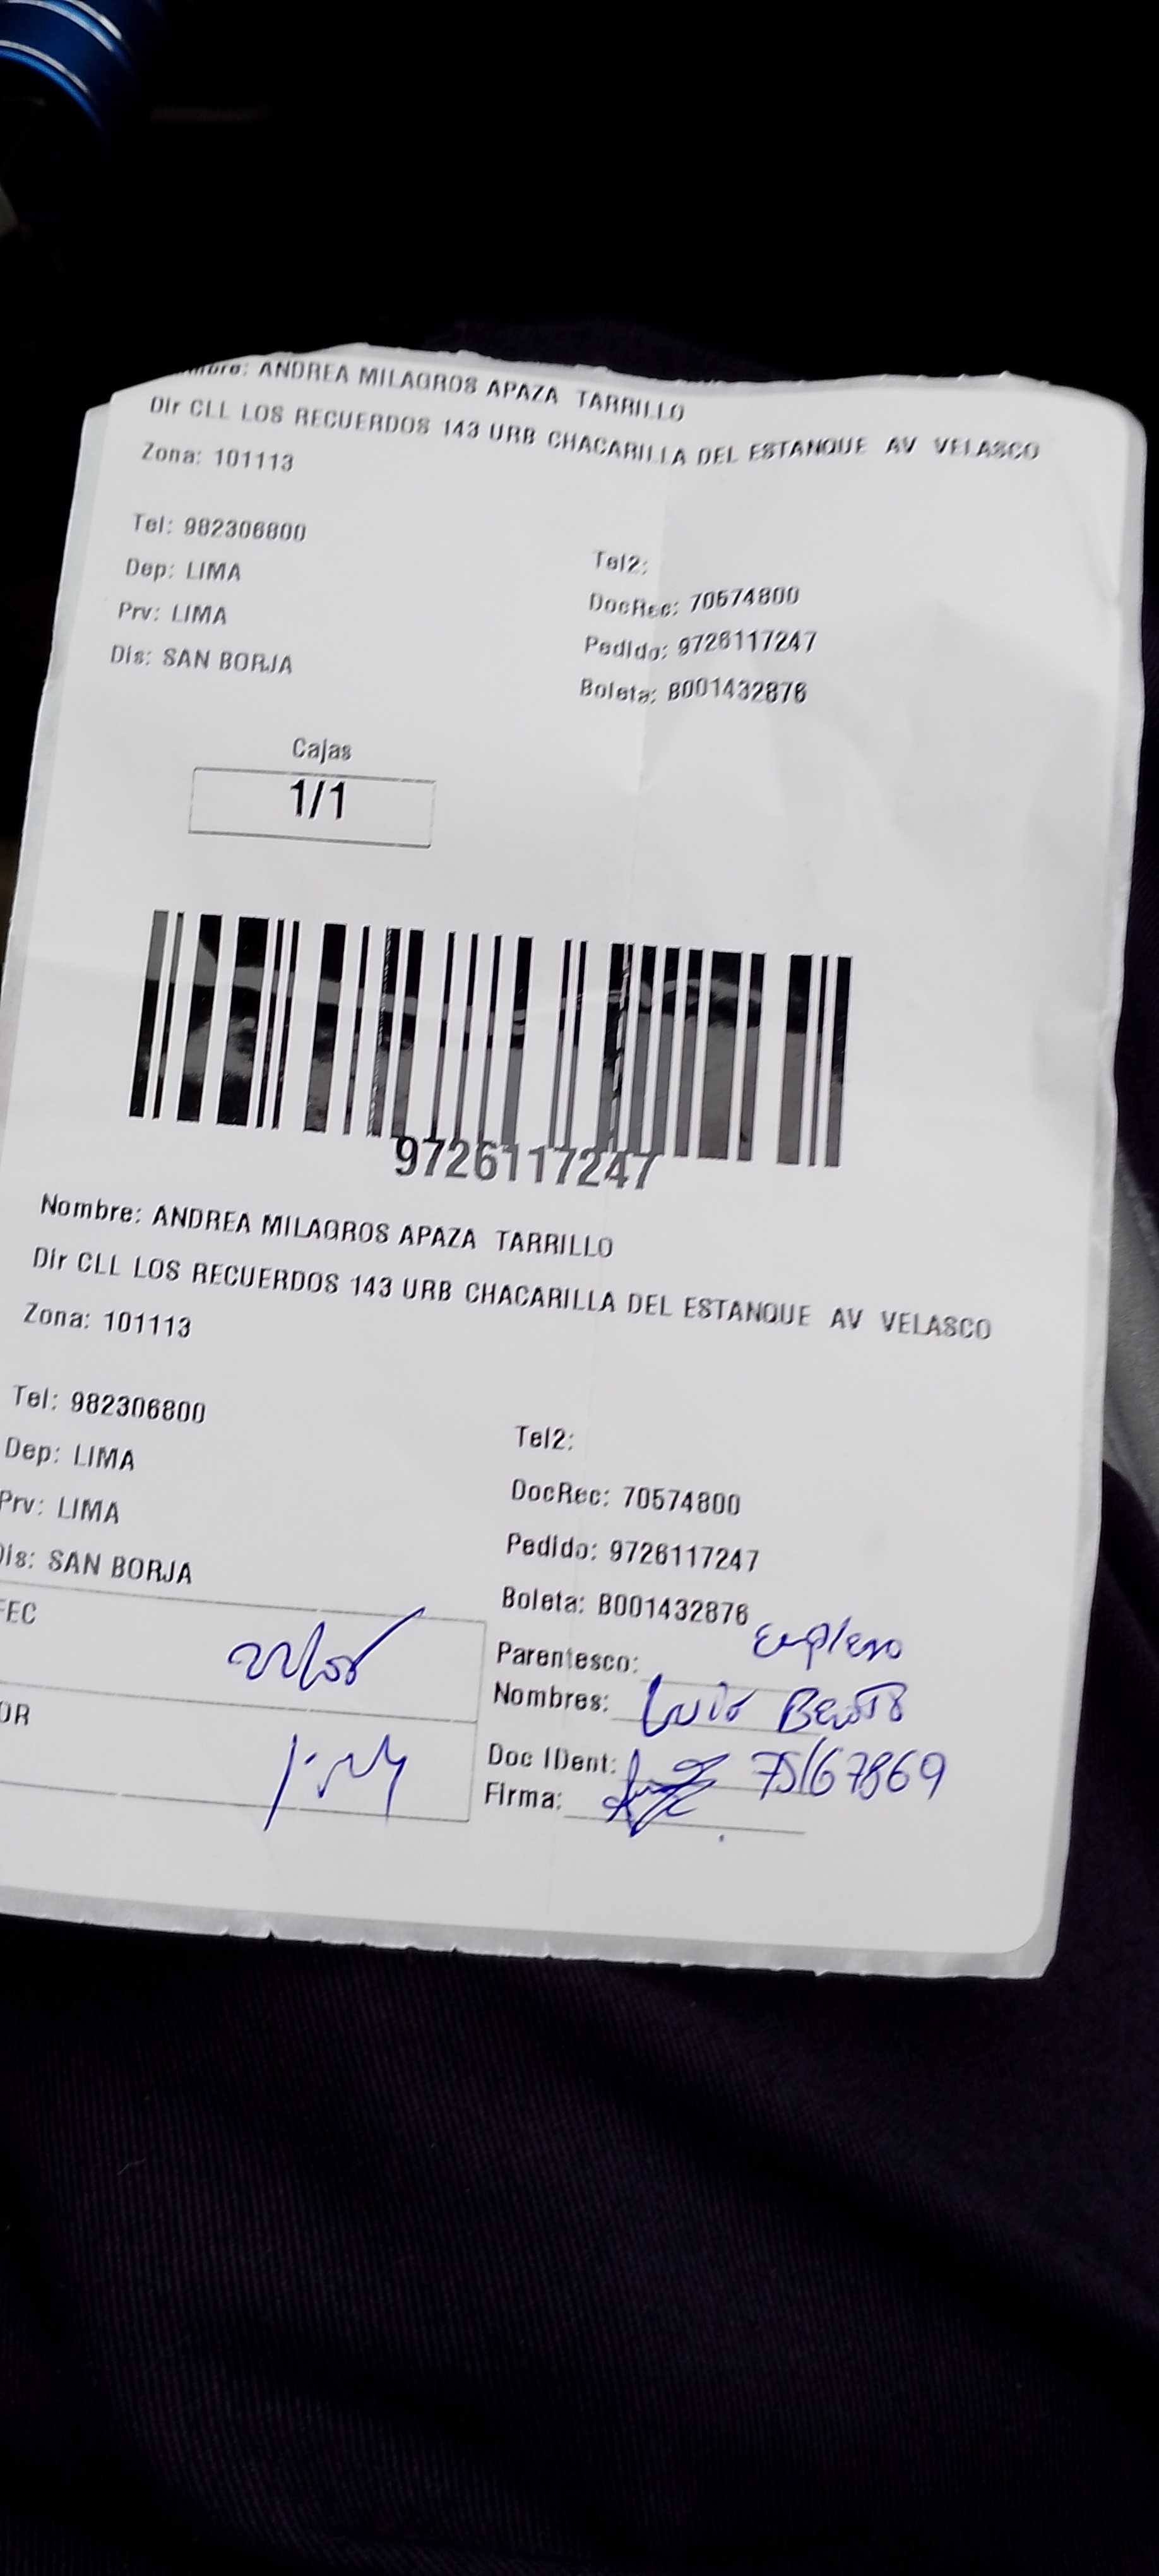 mbre: ANDREA MILAGROS APAZA TARRILLO
Dir CLL LOS RECUERDOS 143 URB CHACARILLA DEL ESTANQUE AV VELASCO
Zona: 101113
Tel: 982306800
Tel2:
Dep: LIMA
DocRec: 70574800
Prv: LIMA
Pedido: 9726117247
Dis: SAN BORJA
Boleta: B001432876
Cajas
1/1
9726117247
Nombre: ANDREA MILAGROS APAZA TARRILLO
Dir CLL LOS RECUERDOS 143 URB CHACARILLA DEL ESTANQUE AV VELASCO
Zona: 101113
Tel: 982306800
Tel2:
Dep: LIMA
DocRec: 70574800
Prv: LIMA
Pedido: 9726117247
Dis: SAN BORJA
Boleta: B001432876
FEC
Parentesco:
Nombres: Luis
OR
Doc IDent: 75167869
Firma: